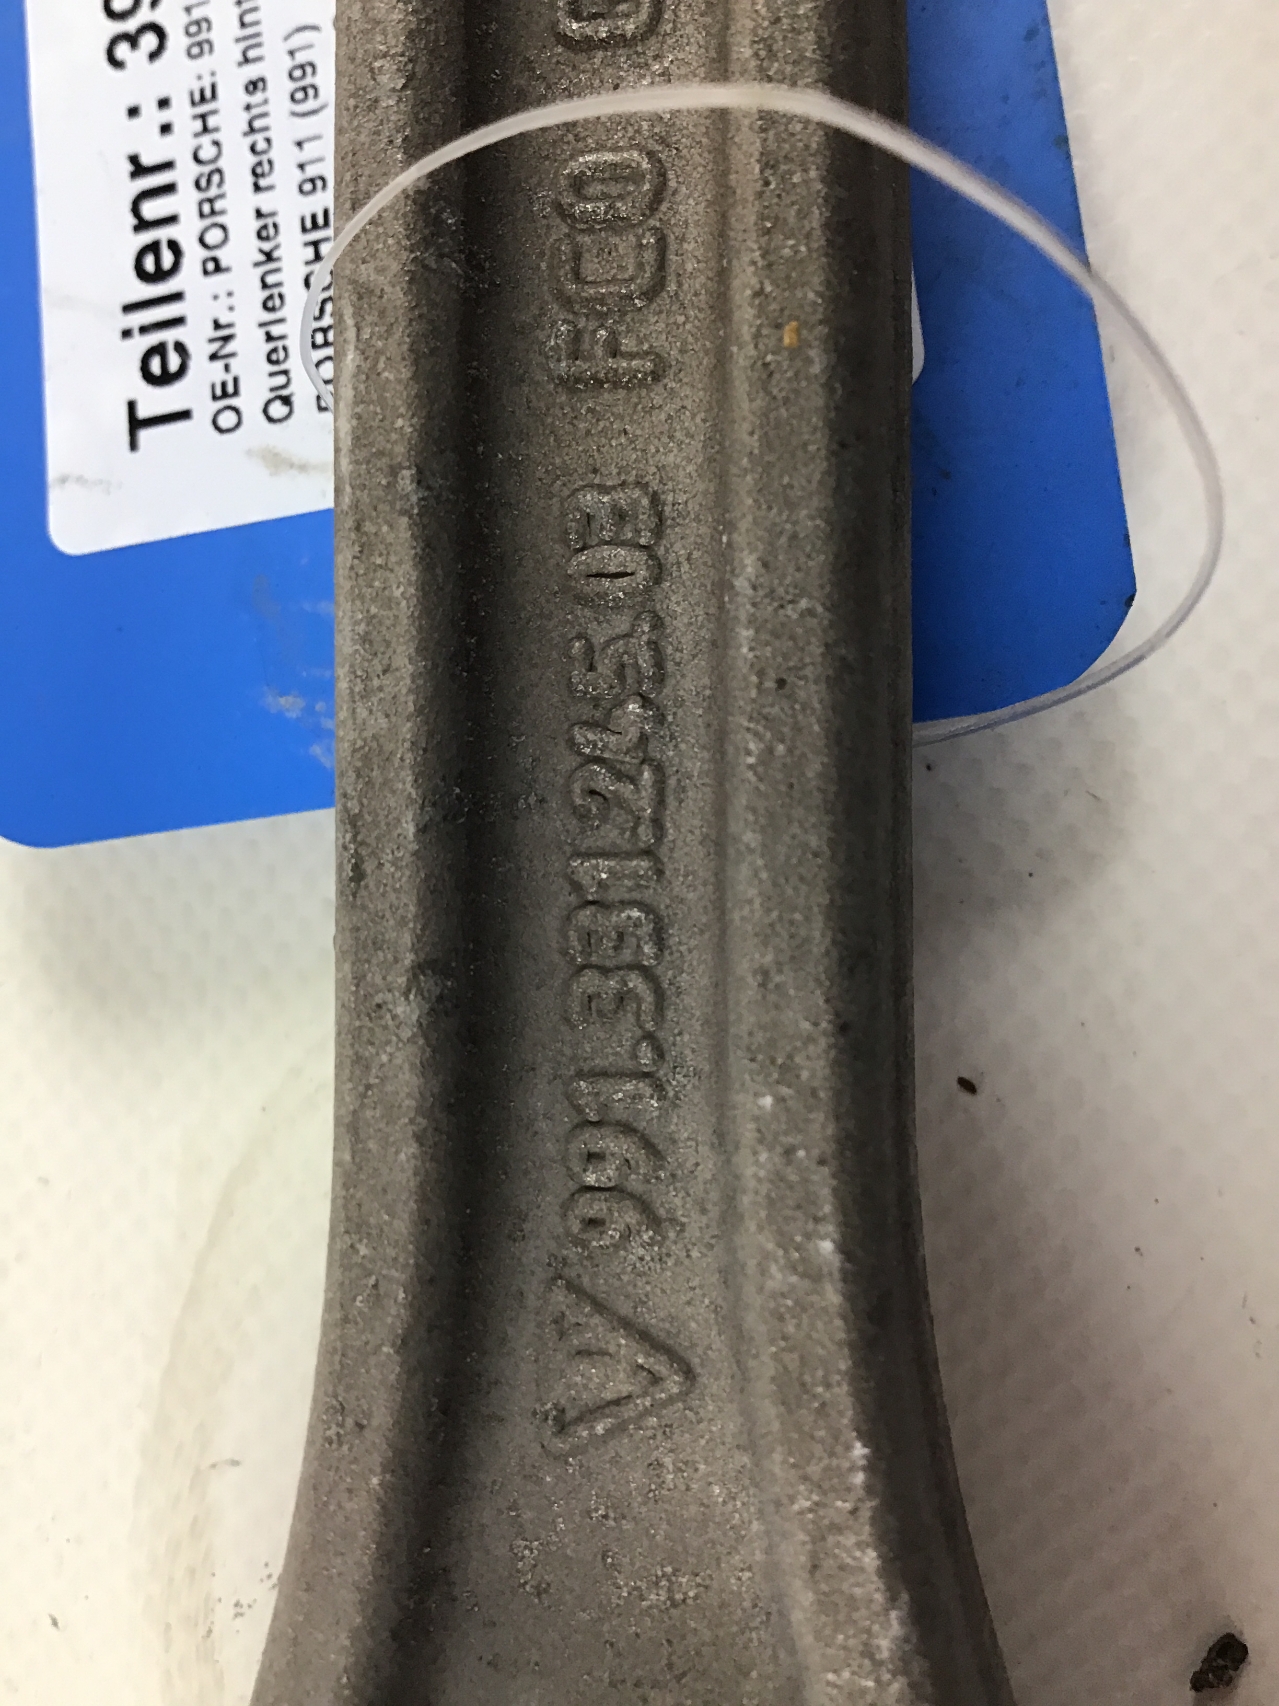 Teilenr.: 39
OE-Nr.: PORSCHE: 991
Querlenker rechts hint
PORSCHE 911 (991)
991.331.245.03 FCO